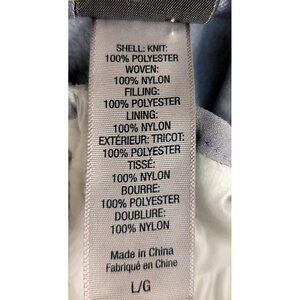 SHELL: KNIT:
100% POLYESTER
WOVEN:
100% NYLON
FILLING:
100% POLYESTER
LINING:
100% NYLON
EXTÉRIEUR: TRICOT:
100% POLYESTER
TISSÉ:
100% NYLON
BOURRE:
100% POLYESTER
DOUBLURE:
100% NYLON
Made in China
Fabriqué en Chine
L/G